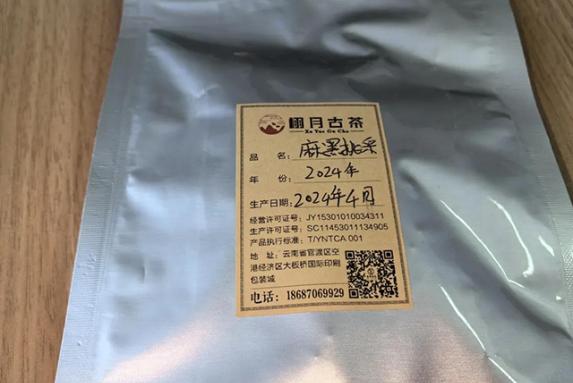 栩月古茶
Xu Yue Gu Cha
品 名: 麻黑挑采
年 份: 2024年
生产日期: 2024年4月
经营许可证号: JY15301010034311
生产许可证号: SC11453011134905
产品执行标准: T/YNTCA 001
地 址: 云南省官渡区空
港经济区大板桥国际印刷
包装城
电话: 18687069929